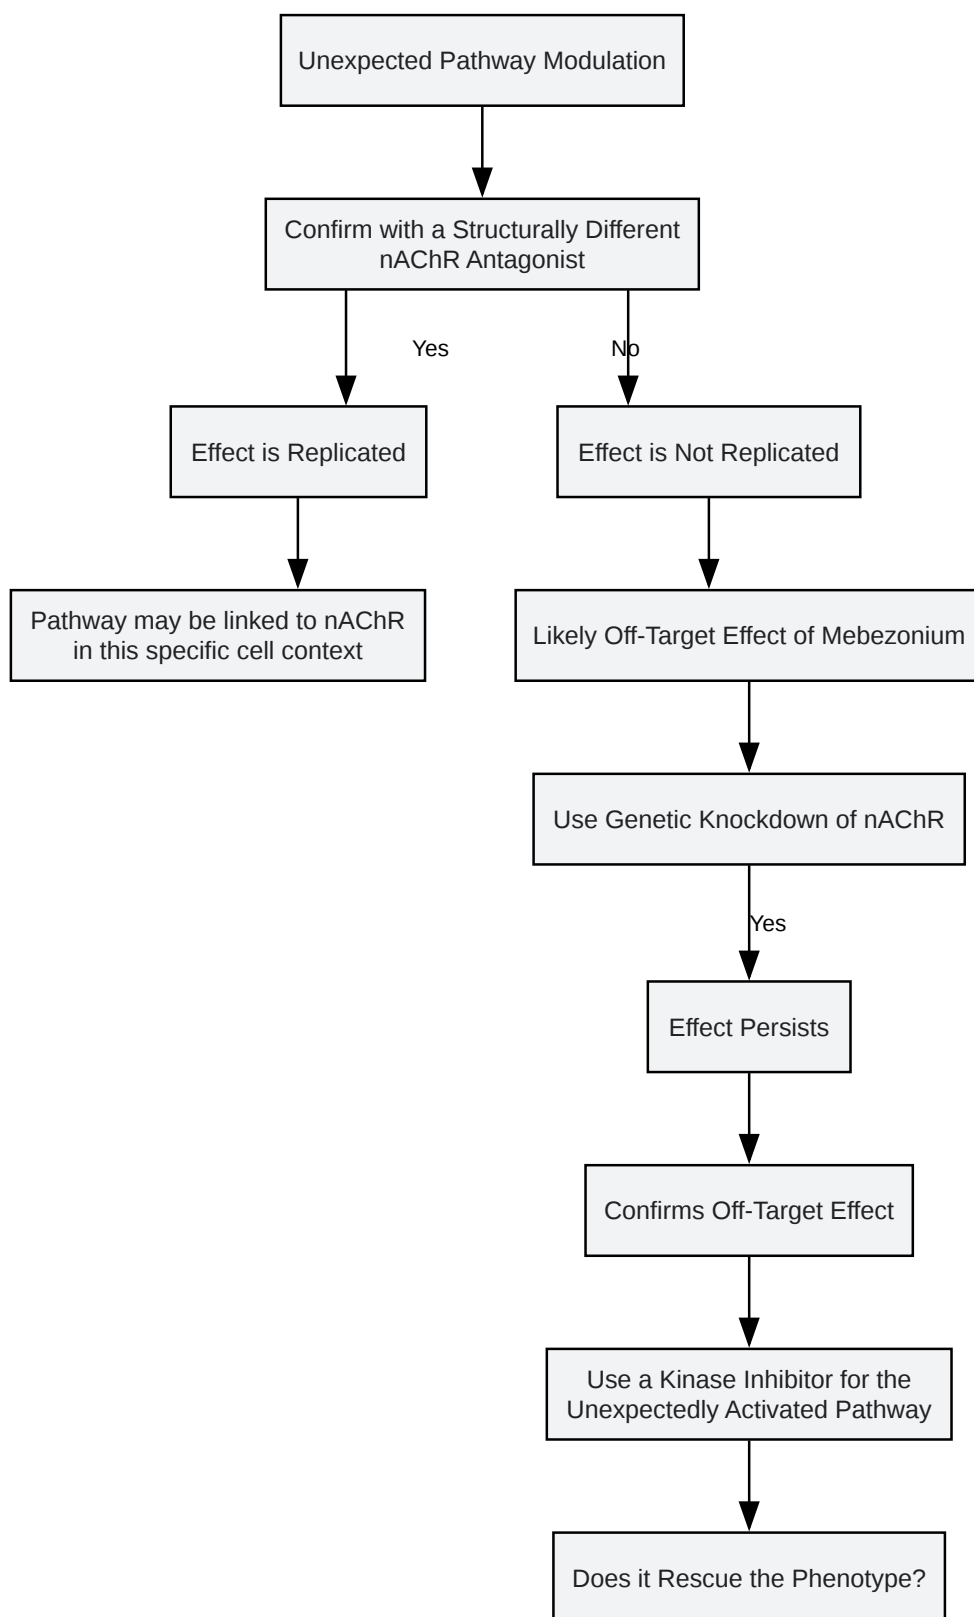 Unexpected Pathway Modulation
Confirm with a Structurally Different
nAChR Antagonist
Yes
No
Effect is Replicated
Effect is Not Replicated
Pathway may be linked to nAChR
in this specific cell context
Likely Off-Target Effect of Mebezonium
Use Genetic Knockdown of nAChR
Yes
Effect Persists
Confirms Off-Target Effect
Use a Kinase Inhibitor for the
Unexpectedly Activated Pathway
Does it Rescue the Phenotype?